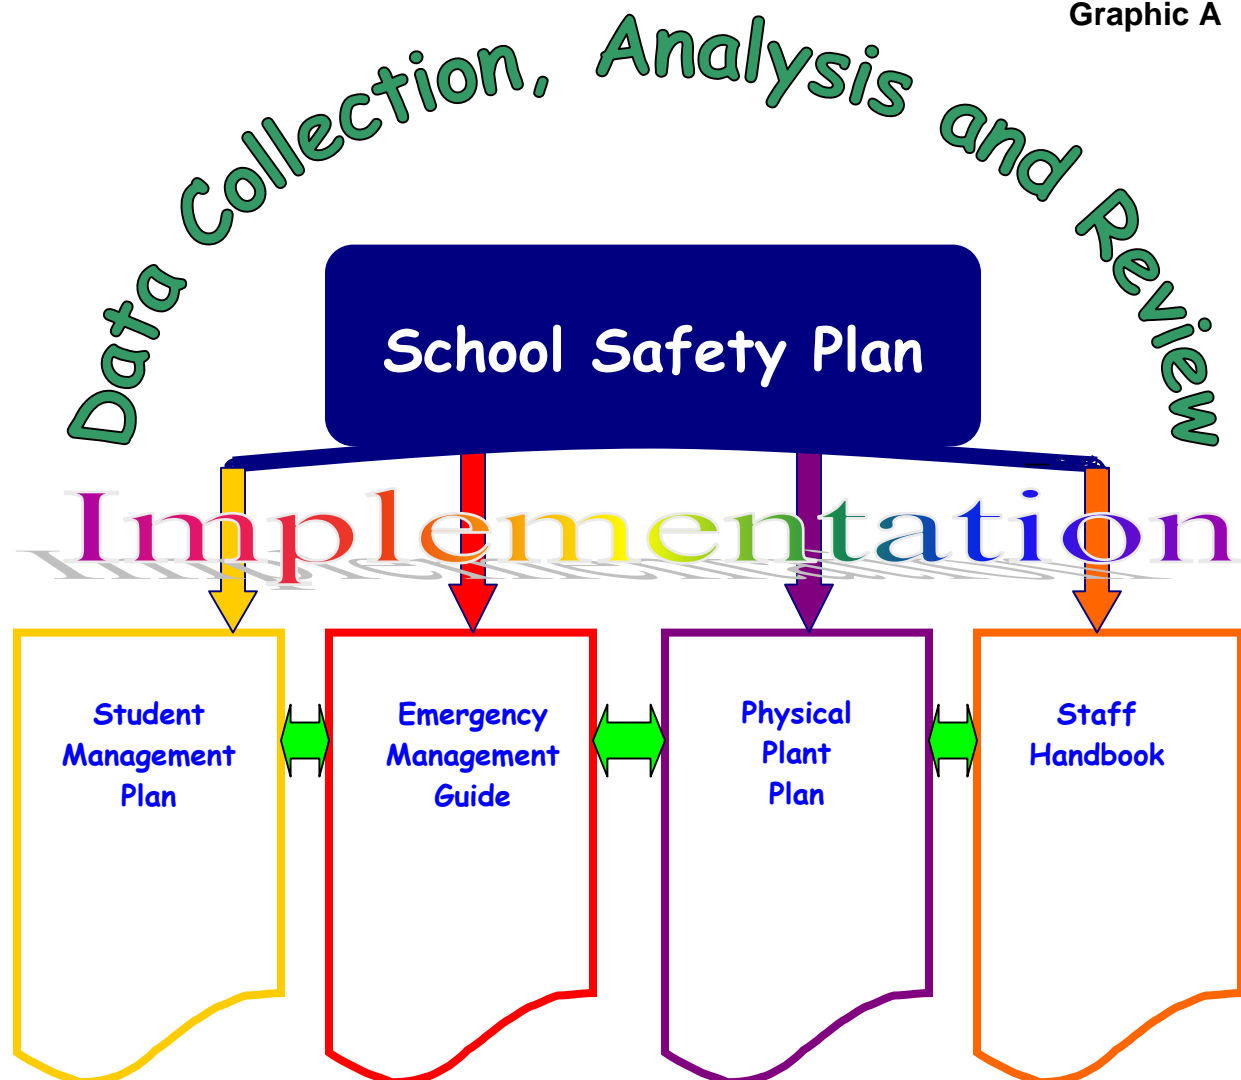 Graphic A
Data Collection, Analysis and Review
School Safety Plan
Implementation
Student
Management
Plan
Emergency
Management
Guide
Physical
Plant
Plan
Staff
Handbook